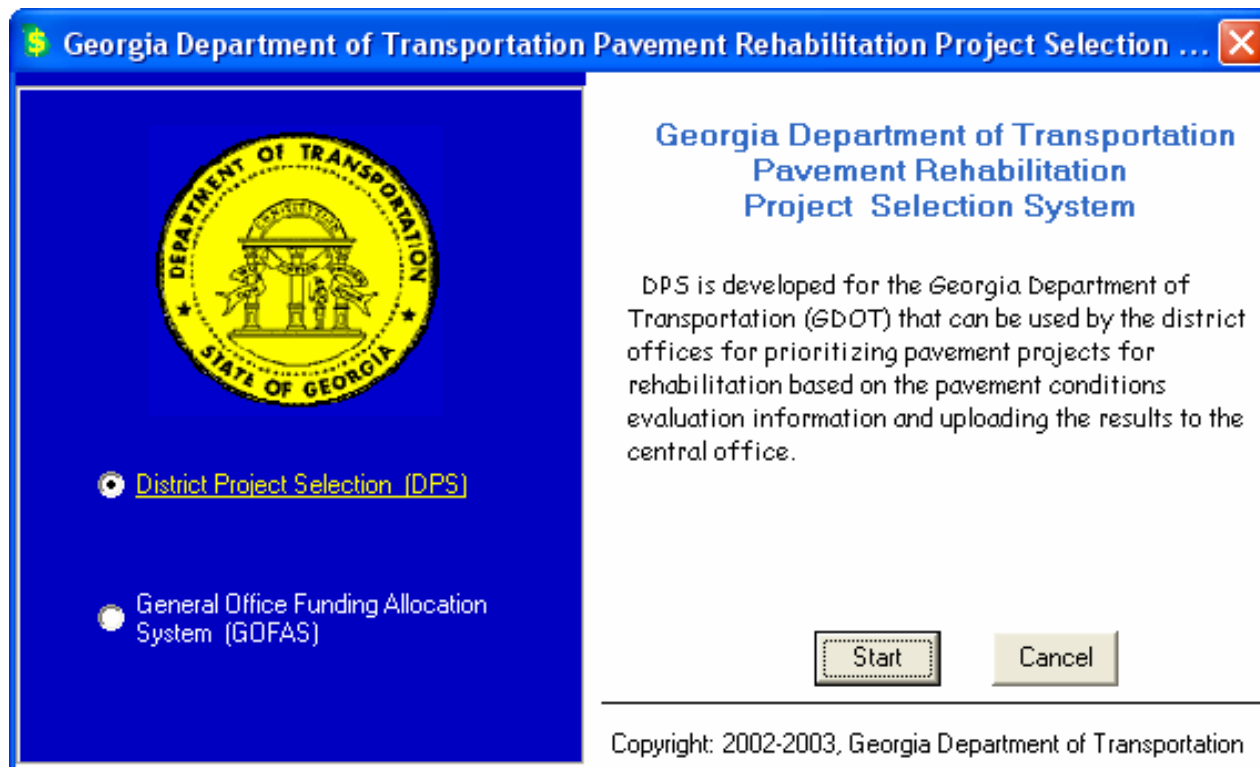 Georgia Department of Transportation Pavement Rehabilitation Project Selection ...
DEPARTMENT OF TRANSPORTATION
STATE OF GEORGIA
CONSTITUTION
District Project Selection (DPS)
General Office Funding Allocation
System (GOFAS)
Georgia Department of Transportation
Pavement Rehabilitation
Project Selection System
DPS is developed for the Georgia Department of
Transportation (GDOT) that can be used by the district
offices for prioritizing pavement projects for
rehabilitation based on the pavement conditions
evaluation information and uploading the results to the
central office.
Start
Cancel
Copyright: 2002-2003, Georgia Department of Transportation